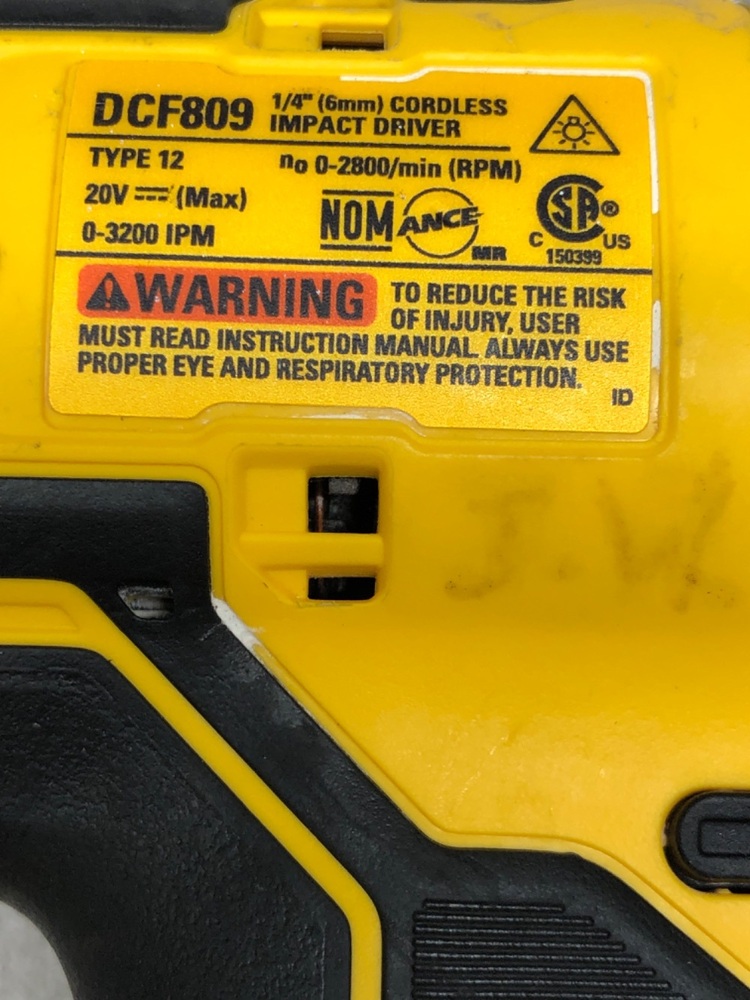 DCF809 1/4" (6mm) CORDLESS
IMPACT DRIVER
TYPE 12 no 0-2800/min (RPM)
20V ⎓ (Max)
0-3200 IPM
NOM ANCE MR
CSA® C US 150399
WARNING TO REDUCE THE RISK
OF INJURY, USER
MUST READ INSTRUCTION MANUAL. ALWAYS USE
PROPER EYE AND RESPIRATORY PROTECTION.
ID
J.W